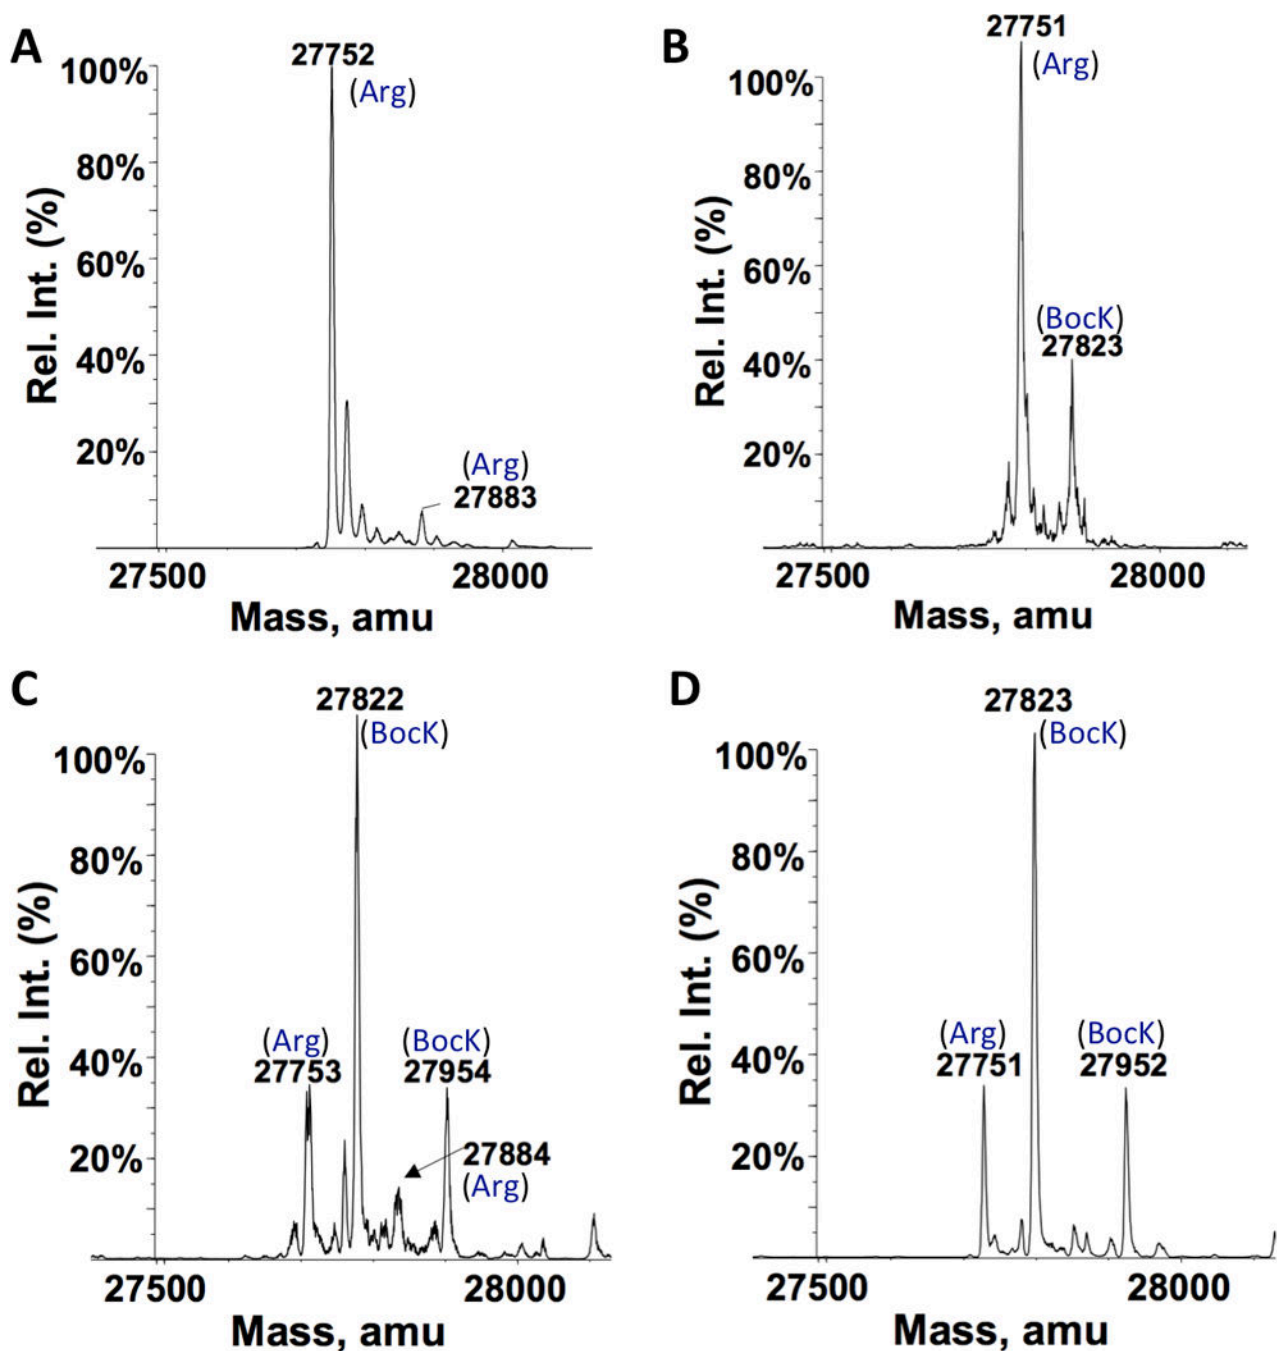 A
27752
(Arg)
100%
80%
60%
40%
20%
(Arg)
27883
27500
28000
Mass, amu
Rel. Int. (%)
B
27751
(Arg)
100%
80%
60%
40%
20%
(BocK)
27823
27500
28000
Mass, amu
Rel. Int. (%)
C
27822
(BocK)
100%
80%
60%
40%
20%
(Arg)
27753
(BocK)
27954
27884
(Arg)
27500
28000
Mass, amu
Rel. Int. (%)
D
27823
(BocK)
100%
80%
60%
40%
20%
(Arg)
27751
(BocK)
27952
27500
28000
Mass, amu
Rel. Int. (%)